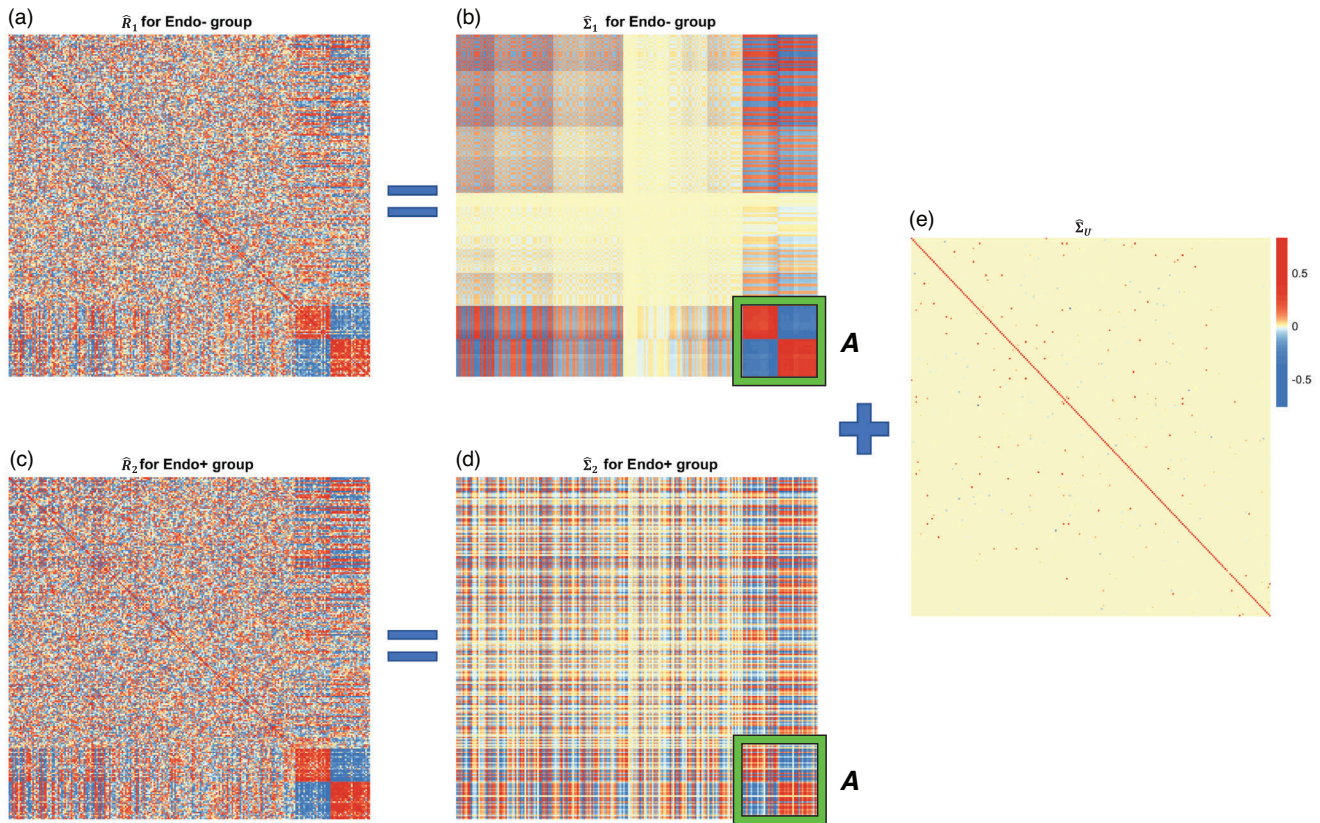 (a)
R̂₁ for Endo- group
(b)
Σ̂₁ for Endo- group
A
(c)
R̂₂ for Endo+ group
(d)
Σ̂₂ for Endo+ group
A
(e)
Σ̂_U
0.5
0
-0.5